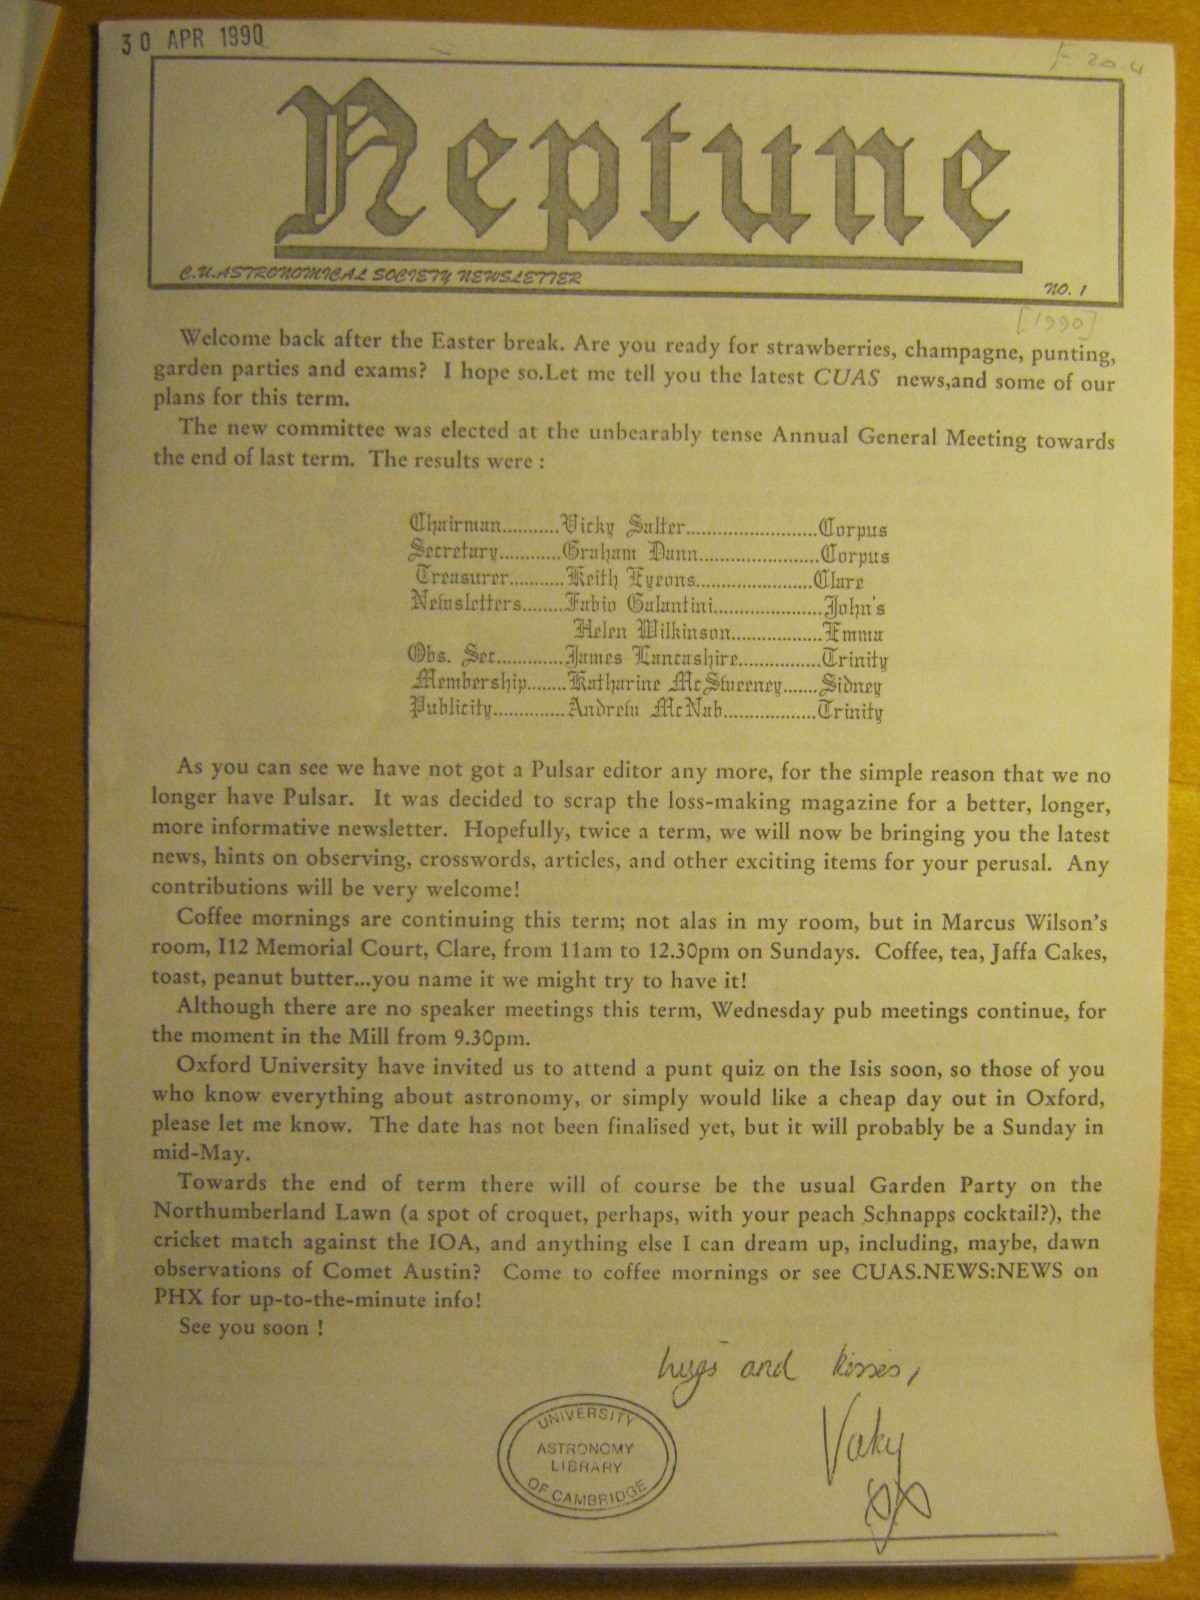 30 APR 1990
F 20.4
Neptune
C.U.ASTRONOMICAL SOCIETY NEWSLETTER
NO. 1
[1990]
Welcome back after the Easter break. Are you ready for strawberries, champagne, punting,
garden parties and exams? I hope so.Let me tell you the latest CUAS news,and some of our
plans for this term.
The new committee was elected at the unbearably tense Annual General Meeting towards
the end of last term. The results were :
Chairman...........Vicky Salter.........................Corpus
Secretary............Graham Dann.......................Corpus
Treasurer..........Keith Eyeons......................Clare
Newsletters........Fabio Galantini.....................John's
Helen Wilkinson.................Emma
Obs. Sec.............James Lancashire................Trinity
Membership.......Katharine McSweeney.......Sidney
Publicity..............Andrew McNab..................Trinity
As you can see we have not got a Pulsar editor any more, for the simple reason that we no
longer have Pulsar. It was decided to scrap the loss-making magazine for a better, longer,
more informative newsletter. Hopefully, twice a term, we will now be bringing you the latest
news, hints on observing, crosswords, articles, and other exciting items for your perusal. Any
contributions will be very welcome!
Coffee mornings are continuing this term; not alas in my room, but in Marcus Wilson's
room, I12 Memorial Court, Clare, from 11am to 12.30pm on Sundays. Coffee, tea, Jaffa Cakes,
toast, peanut butter...you name it we might try to have it!
Although there are no speaker meetings this term, Wednesday pub meetings continue, for
the moment in the Mill from 9.30pm.
Oxford University have invited us to attend a punt quiz on the Isis soon, so those of you
who know everything about astronomy, or simply would like a cheap day out in Oxford,
please let me know. The date has not been finalised yet, but it will probably be a Sunday in
mid-May.
Towards the end of term there will of course be the usual Garden Party on the
Northumberland Lawn (a spot of croquet, perhaps, with your peach Schnapps cocktail?), the
cricket match against the IOA, and anything else I can dream up, including, maybe, dawn
observations of Comet Austin? Come to coffee mornings or see CUAS.NEWS:NEWS on
PHX for up-to-the-minute info!
See you soon !
hugs and kisses,
Vicky
UNIVERSITY
ASTRONOMY
LIBRARY
OF CAMBRIDGE